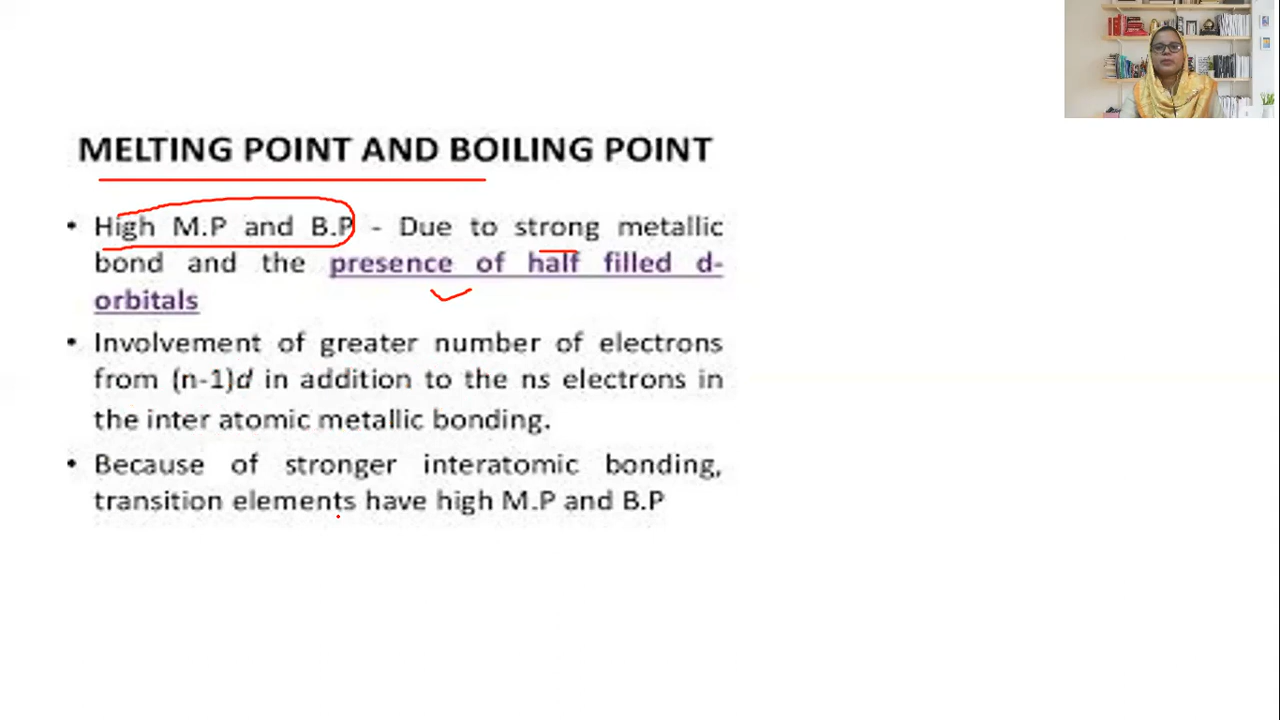 MELTING POINT AND BOILING POINT
• High M.P and B.P - Due to strong metallic
bond and the presence of half filled d-
orbitals
• Involvement of greater number of electrons
from (n-1)d in addition to the ns electrons in
the inter atomic metallic bonding.
• Because of stronger interatomic bonding,
transition elements have high M.P and B.P